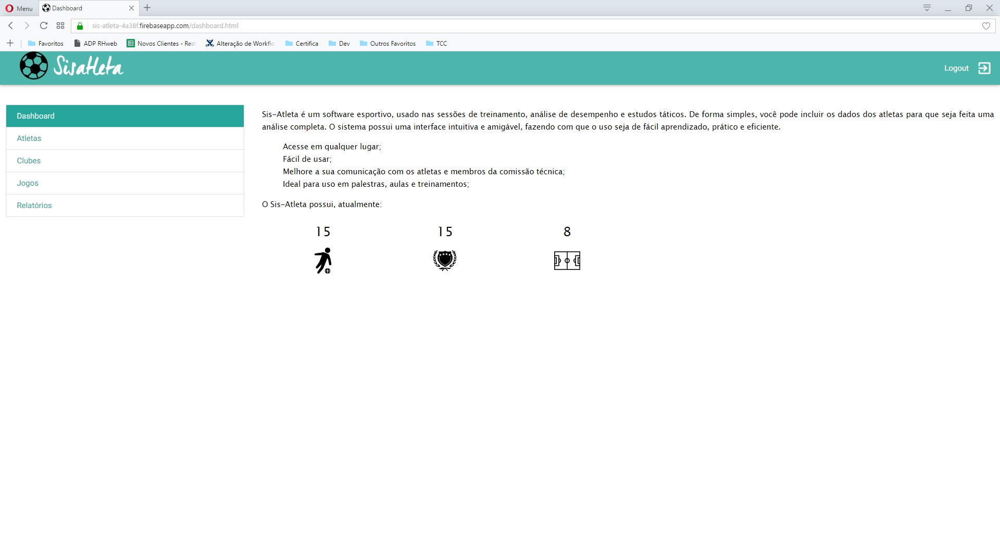 Menu
Dashboard
sis-atleta-4a38f.firebaseapp.com/dashboard.html
Favoritos
ADP RHweb
Novos Clientes - Red
Alteração de Workflo
Certifica
Dev
Outros Favoritos
TCC
Sisatleta
Logout
Dashboard
Atletas
Clubes
Jogos
Relatórios
Sis-Atleta é um software esportivo, usado nas sessões de treinamento, análise de desempenho e estudos táticos. De forma simples, você pode incluir os dados dos atletas para que seja feita uma
análise completa. O sistema possui uma interface intuitiva e amigável, fazendo com que o uso seja de fácil aprendizado, prático e eficiente.
Acesse em qualquer lugar;
Fácil de usar;
Melhore a sua comunicação com os atletas e membros da comissão técnica;
Ideal para uso em palestras, aulas e treinamentos;
O Sis-Atleta possui, atualmente:
15 15 8